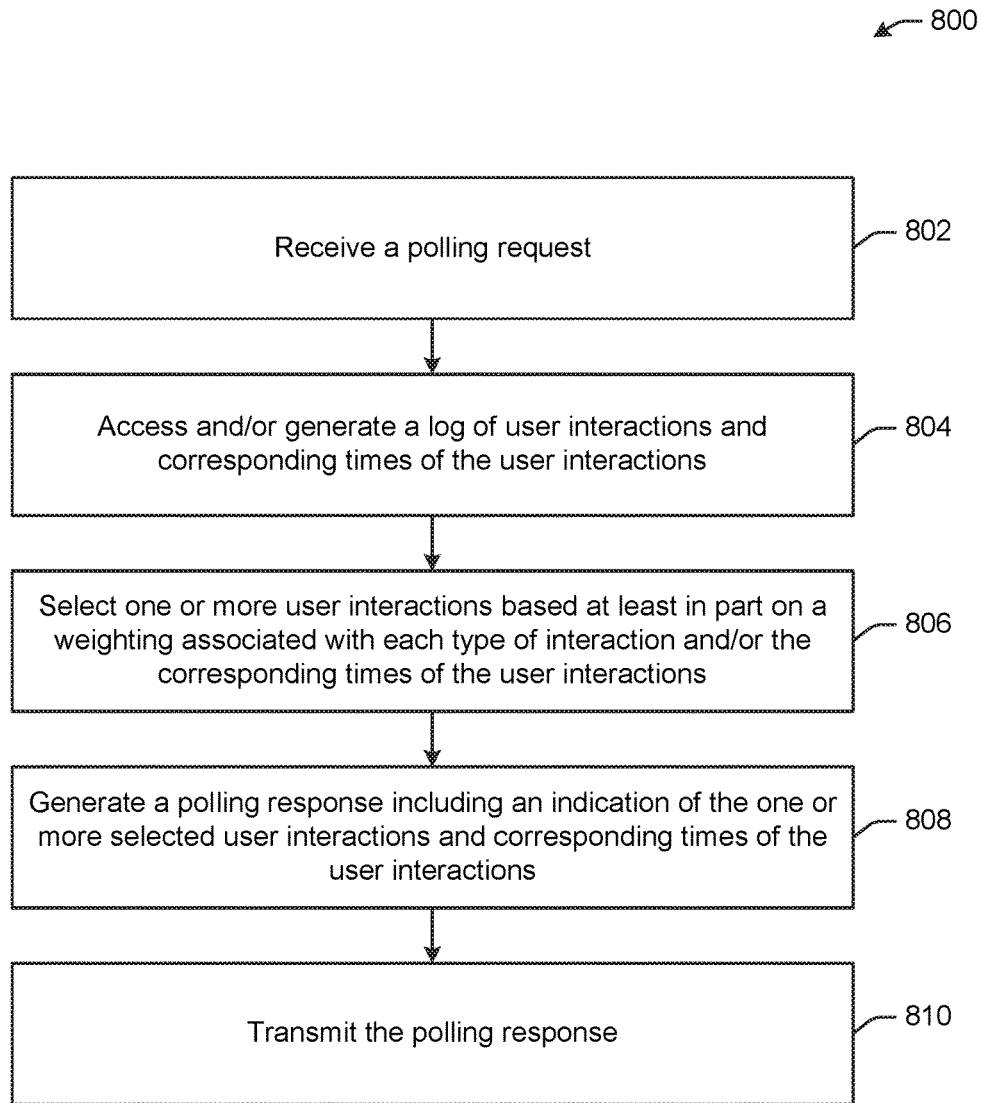 800
Receive a polling request
802
Access and/or generate a log of user interactions and
corresponding times of the user interactions
804
Select one or more user interactions based at least in part on a
weighting associated with each type of interaction and/or the
corresponding times of the user interactions
806
Generate a polling response including an indication of the one or
more selected user interactions and corresponding times of the
user interactions
808
Transmit the polling response
810